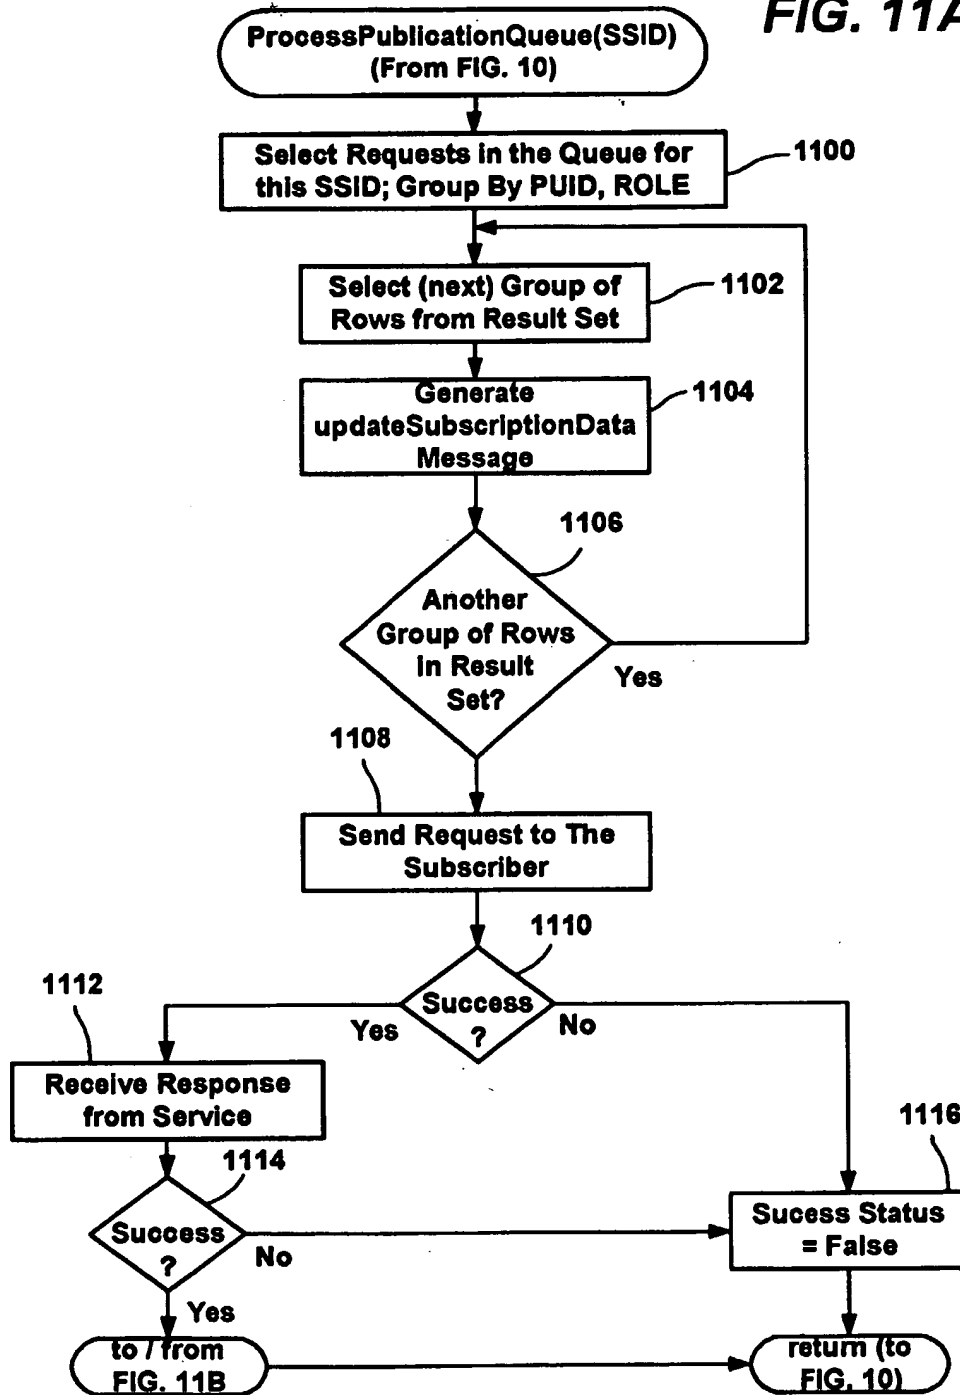 FIG. 11A
ProcessPublicationQueue(SSID)
(From FIG. 10)
Select Requests in the Queue for
this SSID; Group By PUID, ROLE
1100
Select (next) Group of
Rows from Result Set
1102
Generate
updateSubscriptionData
Message
1104
1106
Another
Group of Rows
in Result
Set?
Yes
1108
Send Request to The
Subscriber
1110
Success
?
Yes
No
1112
Receive Response
from Service
1114
Success
?
No
Yes
1116
Sucess Status
= False
to / from
FIG. 11B
return (to
FIG. 10)